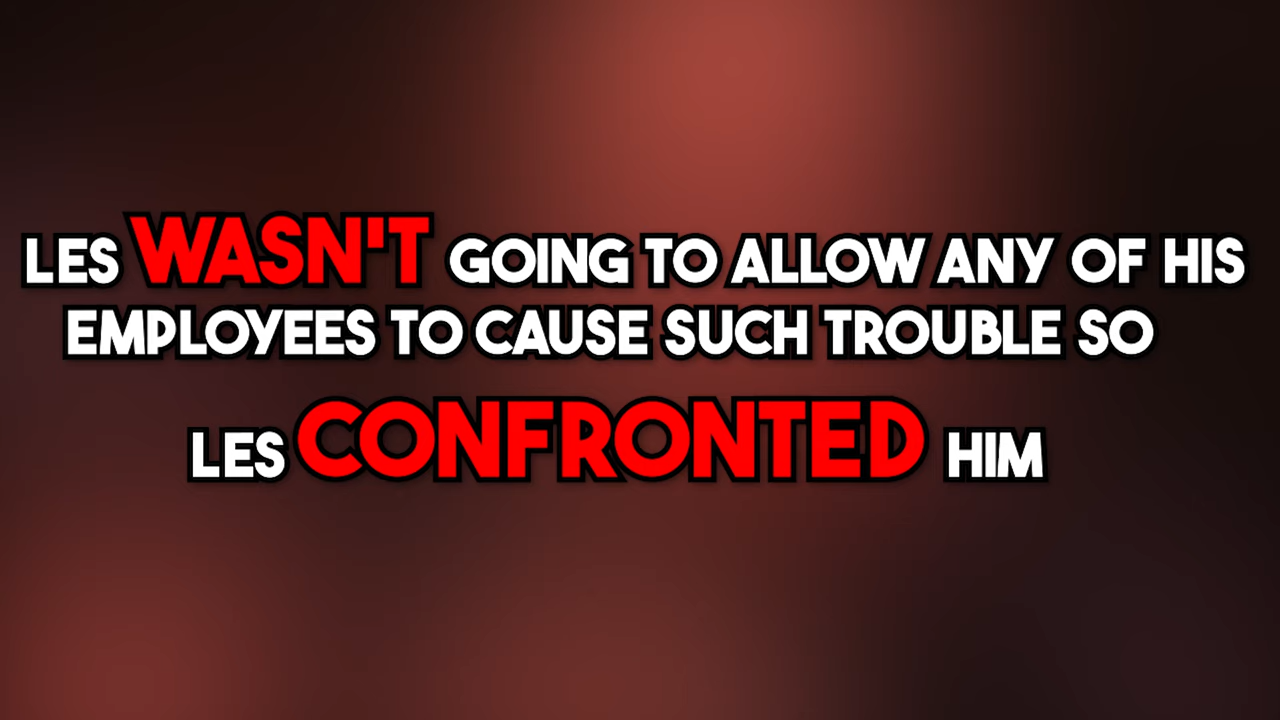 LES WASN'T GOING TO ALLOW ANY OF HIS
EMPLOYEES TO CAUSE SUCH TROUBLE SO
LES CONFRONTED HIM